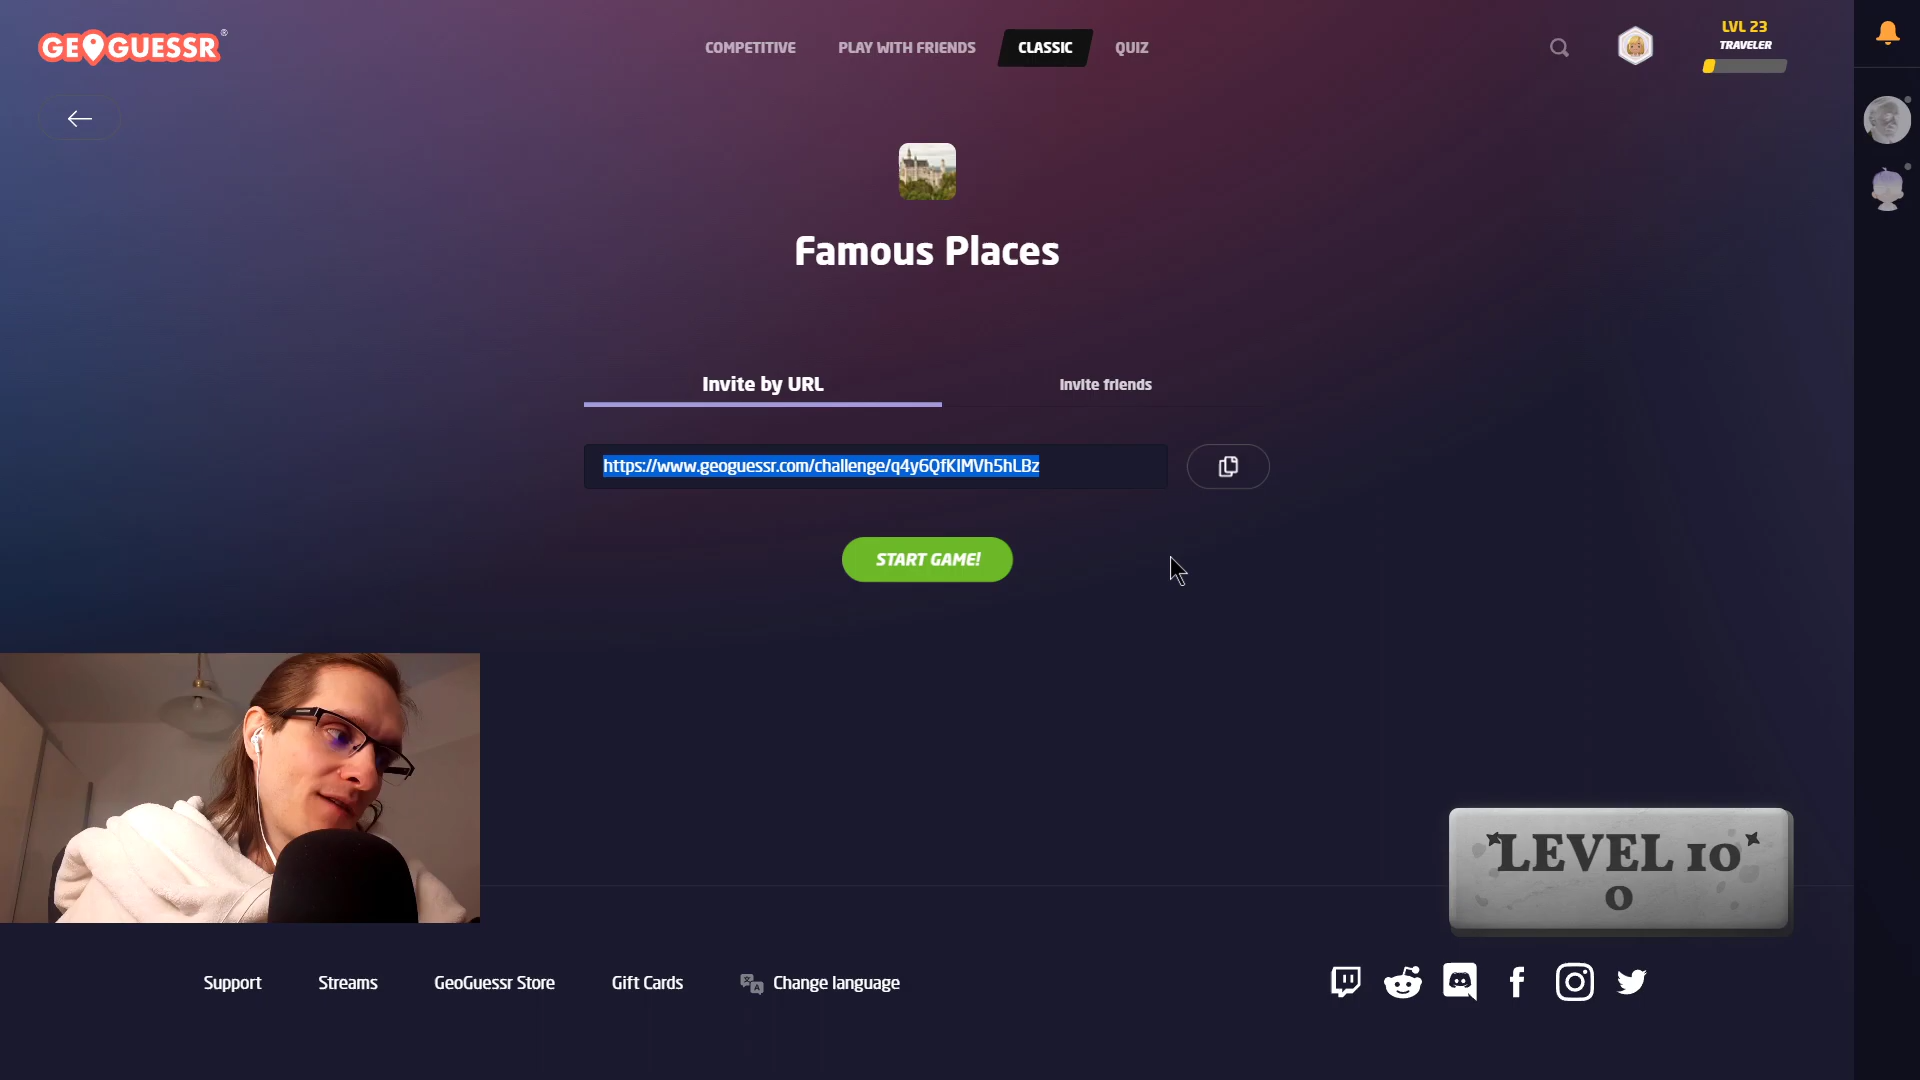 GEOGUESSR®
COMPETITIVE
PLAY WITH FRIENDS
CLASSIC
QUIZ
LVL 23
TRAVELER
Famous Places
Invite by URL
Invite friends
https://www.geoguessr.com/challenge/q4y6QfKIMVh5hLBz
START GAME!
LEVEL 10
0
Support
Streams
GeoGuessr Store
Gift Cards
Change language